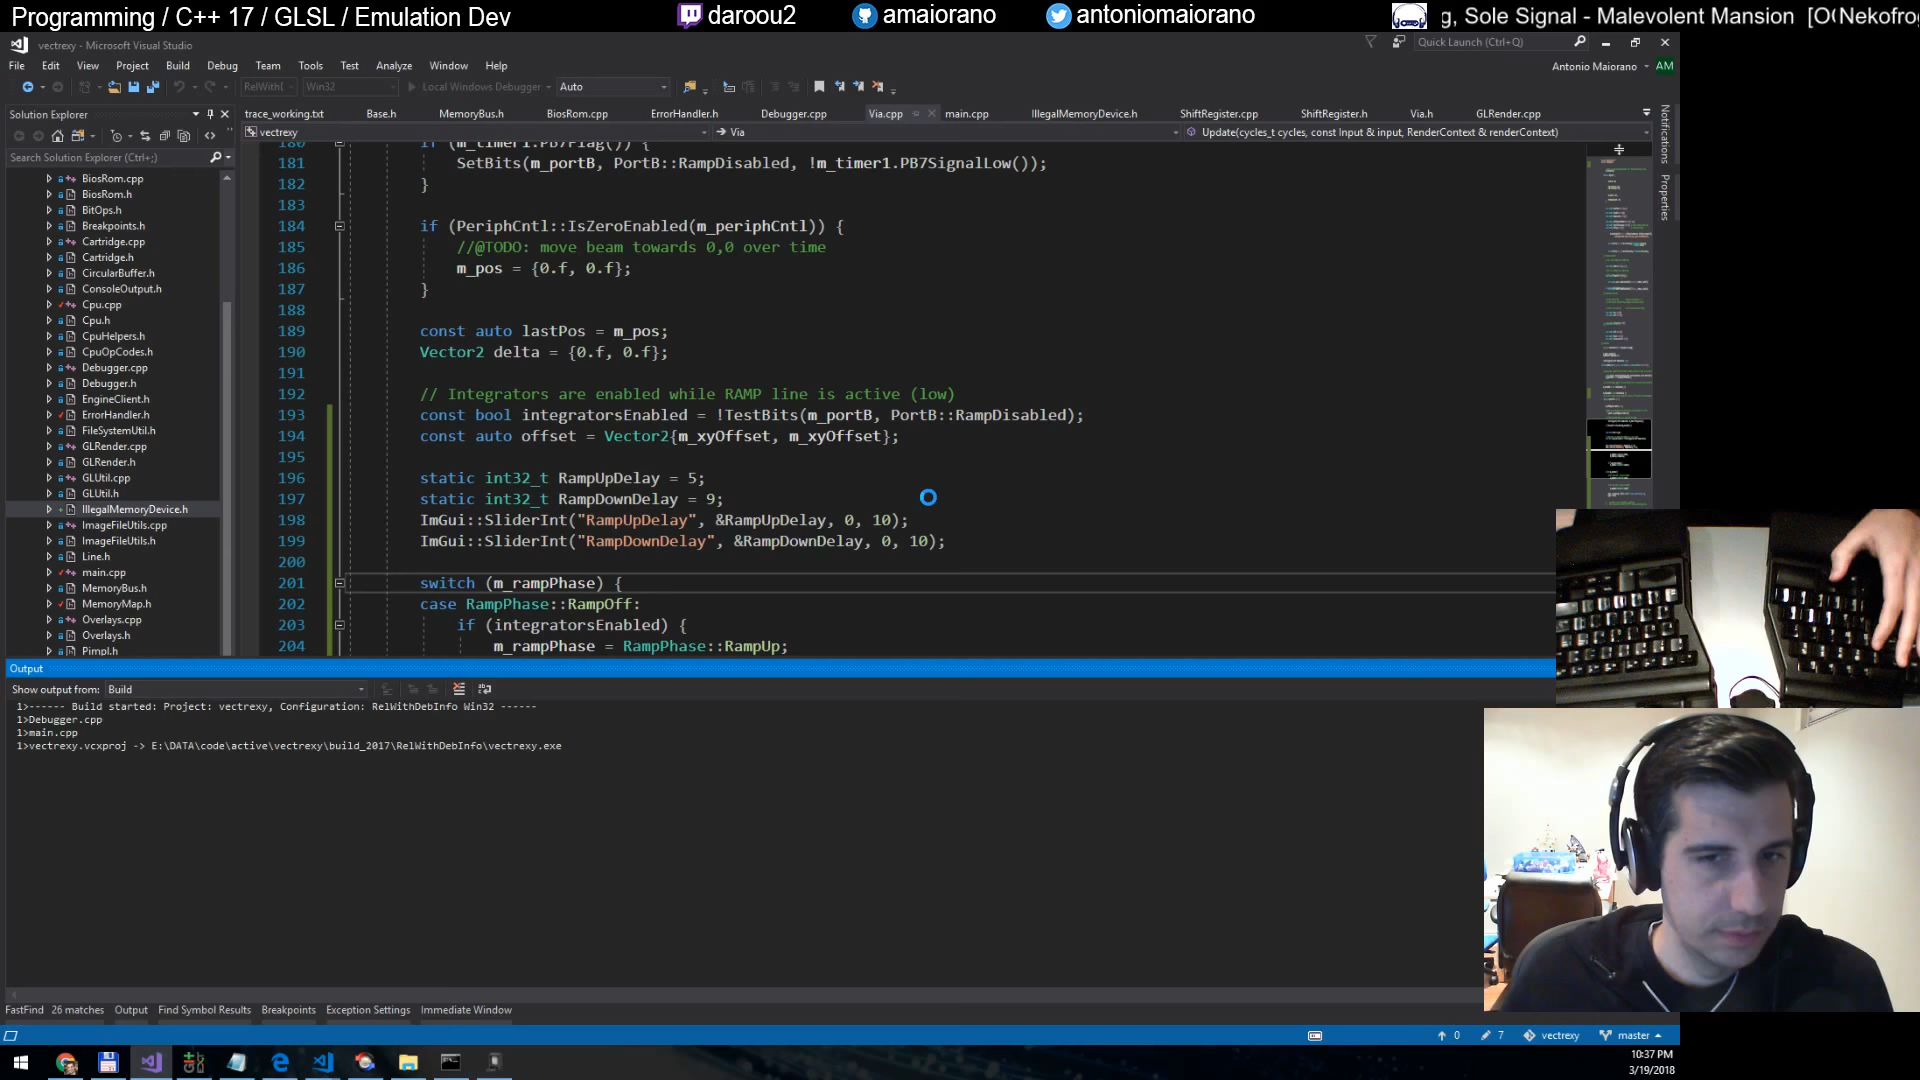 Programming / C++ 17 / GLSL / Emulation Dev
daroou2
amaiorano
antoniomaiorano
g, Sole Signal - Malevolent Mansion [O
Nekofrog
vectrexy - Microsoft Visual Studio
Quick Launch (Ctrl+Q)
File Edit View Project Build Debug Team Tools Test Analyze Window Help
Antonio Maiorano AM
RelWith Win32 Local Windows Debugger Auto
Solution Explorer
trace_working.txt Base.h MemoryBus.h BiosRom.cpp ErrorHandler.h Debugger.cpp Via.cpp main.cpp IllegalMemoryDevice.h ShiftRegister.cpp ShiftRegister.h Via.h GLRender.cpp
vectrexy Via Update(cycles_t cycles, const Input & input, RenderContext & renderContext)
Search Solution Explorer (Ctrl+;)
Notifications
Properties
BiosRom.cpp
BiosRom.h
BitOps.h
Breakpoints.h
Cartridge.cpp
Cartridge.h
CircularBuffer.h
ConsoleOutput.h
Cpu.cpp
Cpu.h
CpuHelpers.h
CpuOpCodes.h
Debugger.cpp
Debugger.h
EngineClient.h
ErrorHandler.h
FileSystemUtil.h
GLRender.cpp
GLRender.h
GLUtil.cpp
GLUtil.h
IllegalMemoryDevice.h
ImageFileUtils.cpp
ImageFileUtils.h
Line.h
main.cpp
MemoryBus.h
MemoryMap.h
Overlays.cpp
Overlays.h
Pimpl.h
180 if (m_timer1.PB7Flag()) {
181 SetBits(m_portB, PortB::RampDisabled, !m_timer1.PB7SignalLow());
182 }
183
184 if (PeriphCntl::IsZeroEnabled(m_periphCntl)) {
185 //@TODO: move beam towards 0,0 over time
186 m_pos = {0.f, 0.f};
187 }
188
189 const auto lastPos = m_pos;
190 Vector2 delta = {0.f, 0.f};
191
192 // Integrators are enabled while RAMP line is active (low)
193 const bool integratorsEnabled = !TestBits(m_portB, PortB::RampDisabled);
194 const auto offset = Vector2{m_xyOffset, m_xyOffset};
195
196 static int32_t RampUpDelay = 5;
197 static int32_t RampDownDelay = 9;
198 ImGui::SliderInt("RampUpDelay", &RampUpDelay, 0, 10);
199 ImGui::SliderInt("RampDownDelay", &RampDownDelay, 0, 10);
200
201 switch (m_rampPhase) {
202 case RampPhase::RampOff:
203 if (integratorsEnabled) {
204 m_rampPhase = RampPhase::RampUp;
Output
Show output from: Build
1>------ Build started: Project: vectrexy, Configuration: RelWithDebInfo Win32 ------
1>Debugger.cpp
1>main.cpp
1>vectrexy.vcxproj -> E:\DATA\code\active\vectrexy\build_2017\RelWithDebInfo\vectrexy.exe
FastFind 26 matches Output Find Symbol Results Breakpoints Exception Settings Immediate Window
0 7 vectrexy master
10:37 PM
3/19/2018